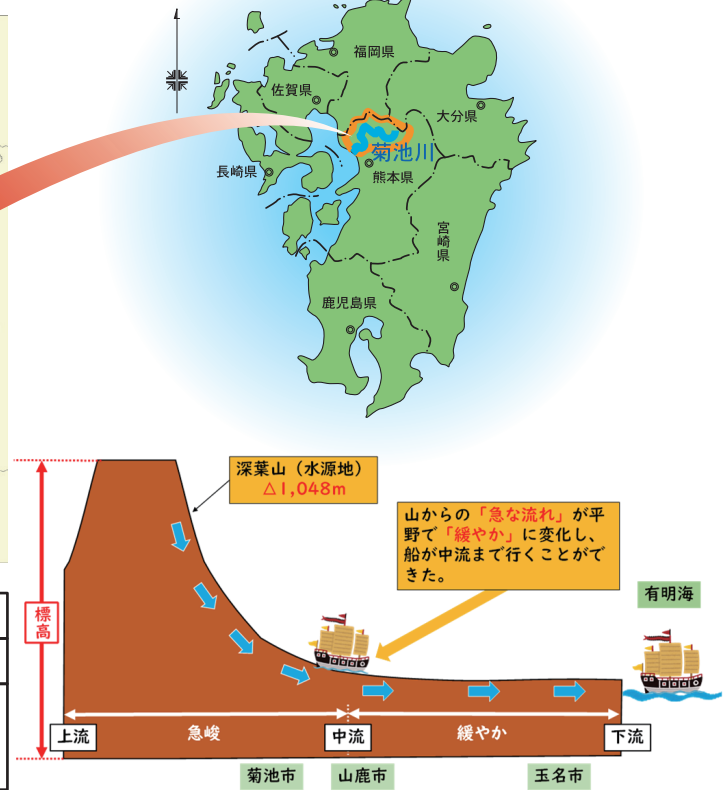 福岡県
佐賀県
大分県
菊池川
長崎県
熊本県
宮崎県
鹿児島県
深葉山（水源地）
△1,048m
山からの「急な流れ」が平
野で「緩やか」に変化し、
船が中流まで行くことがで
きた。
有明海
標高
上流
急峻
中流
緩やか
下流
菊池市
山鹿市
玉名市